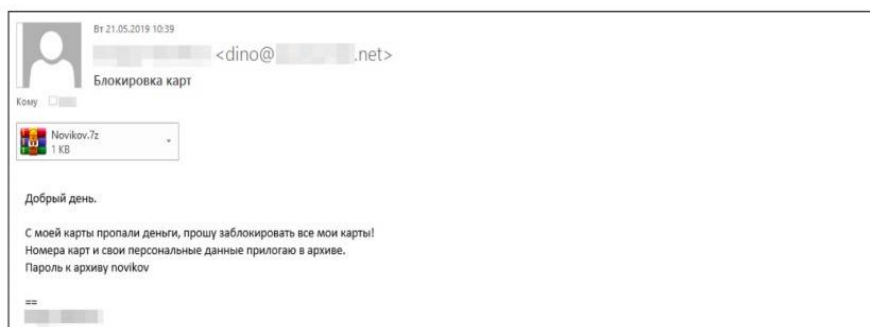 Вт 21.05.2019 10:39
<dino@ .net>
Блокировка карт
Кому
Novikov.7z
1 KB
Добрый день.
С моей карты пропали деньги, прошу заблокировать все мои карты!
Номера карт и свои персональные данные прилогаю в архиве.
Пароль к архиву novikov
==